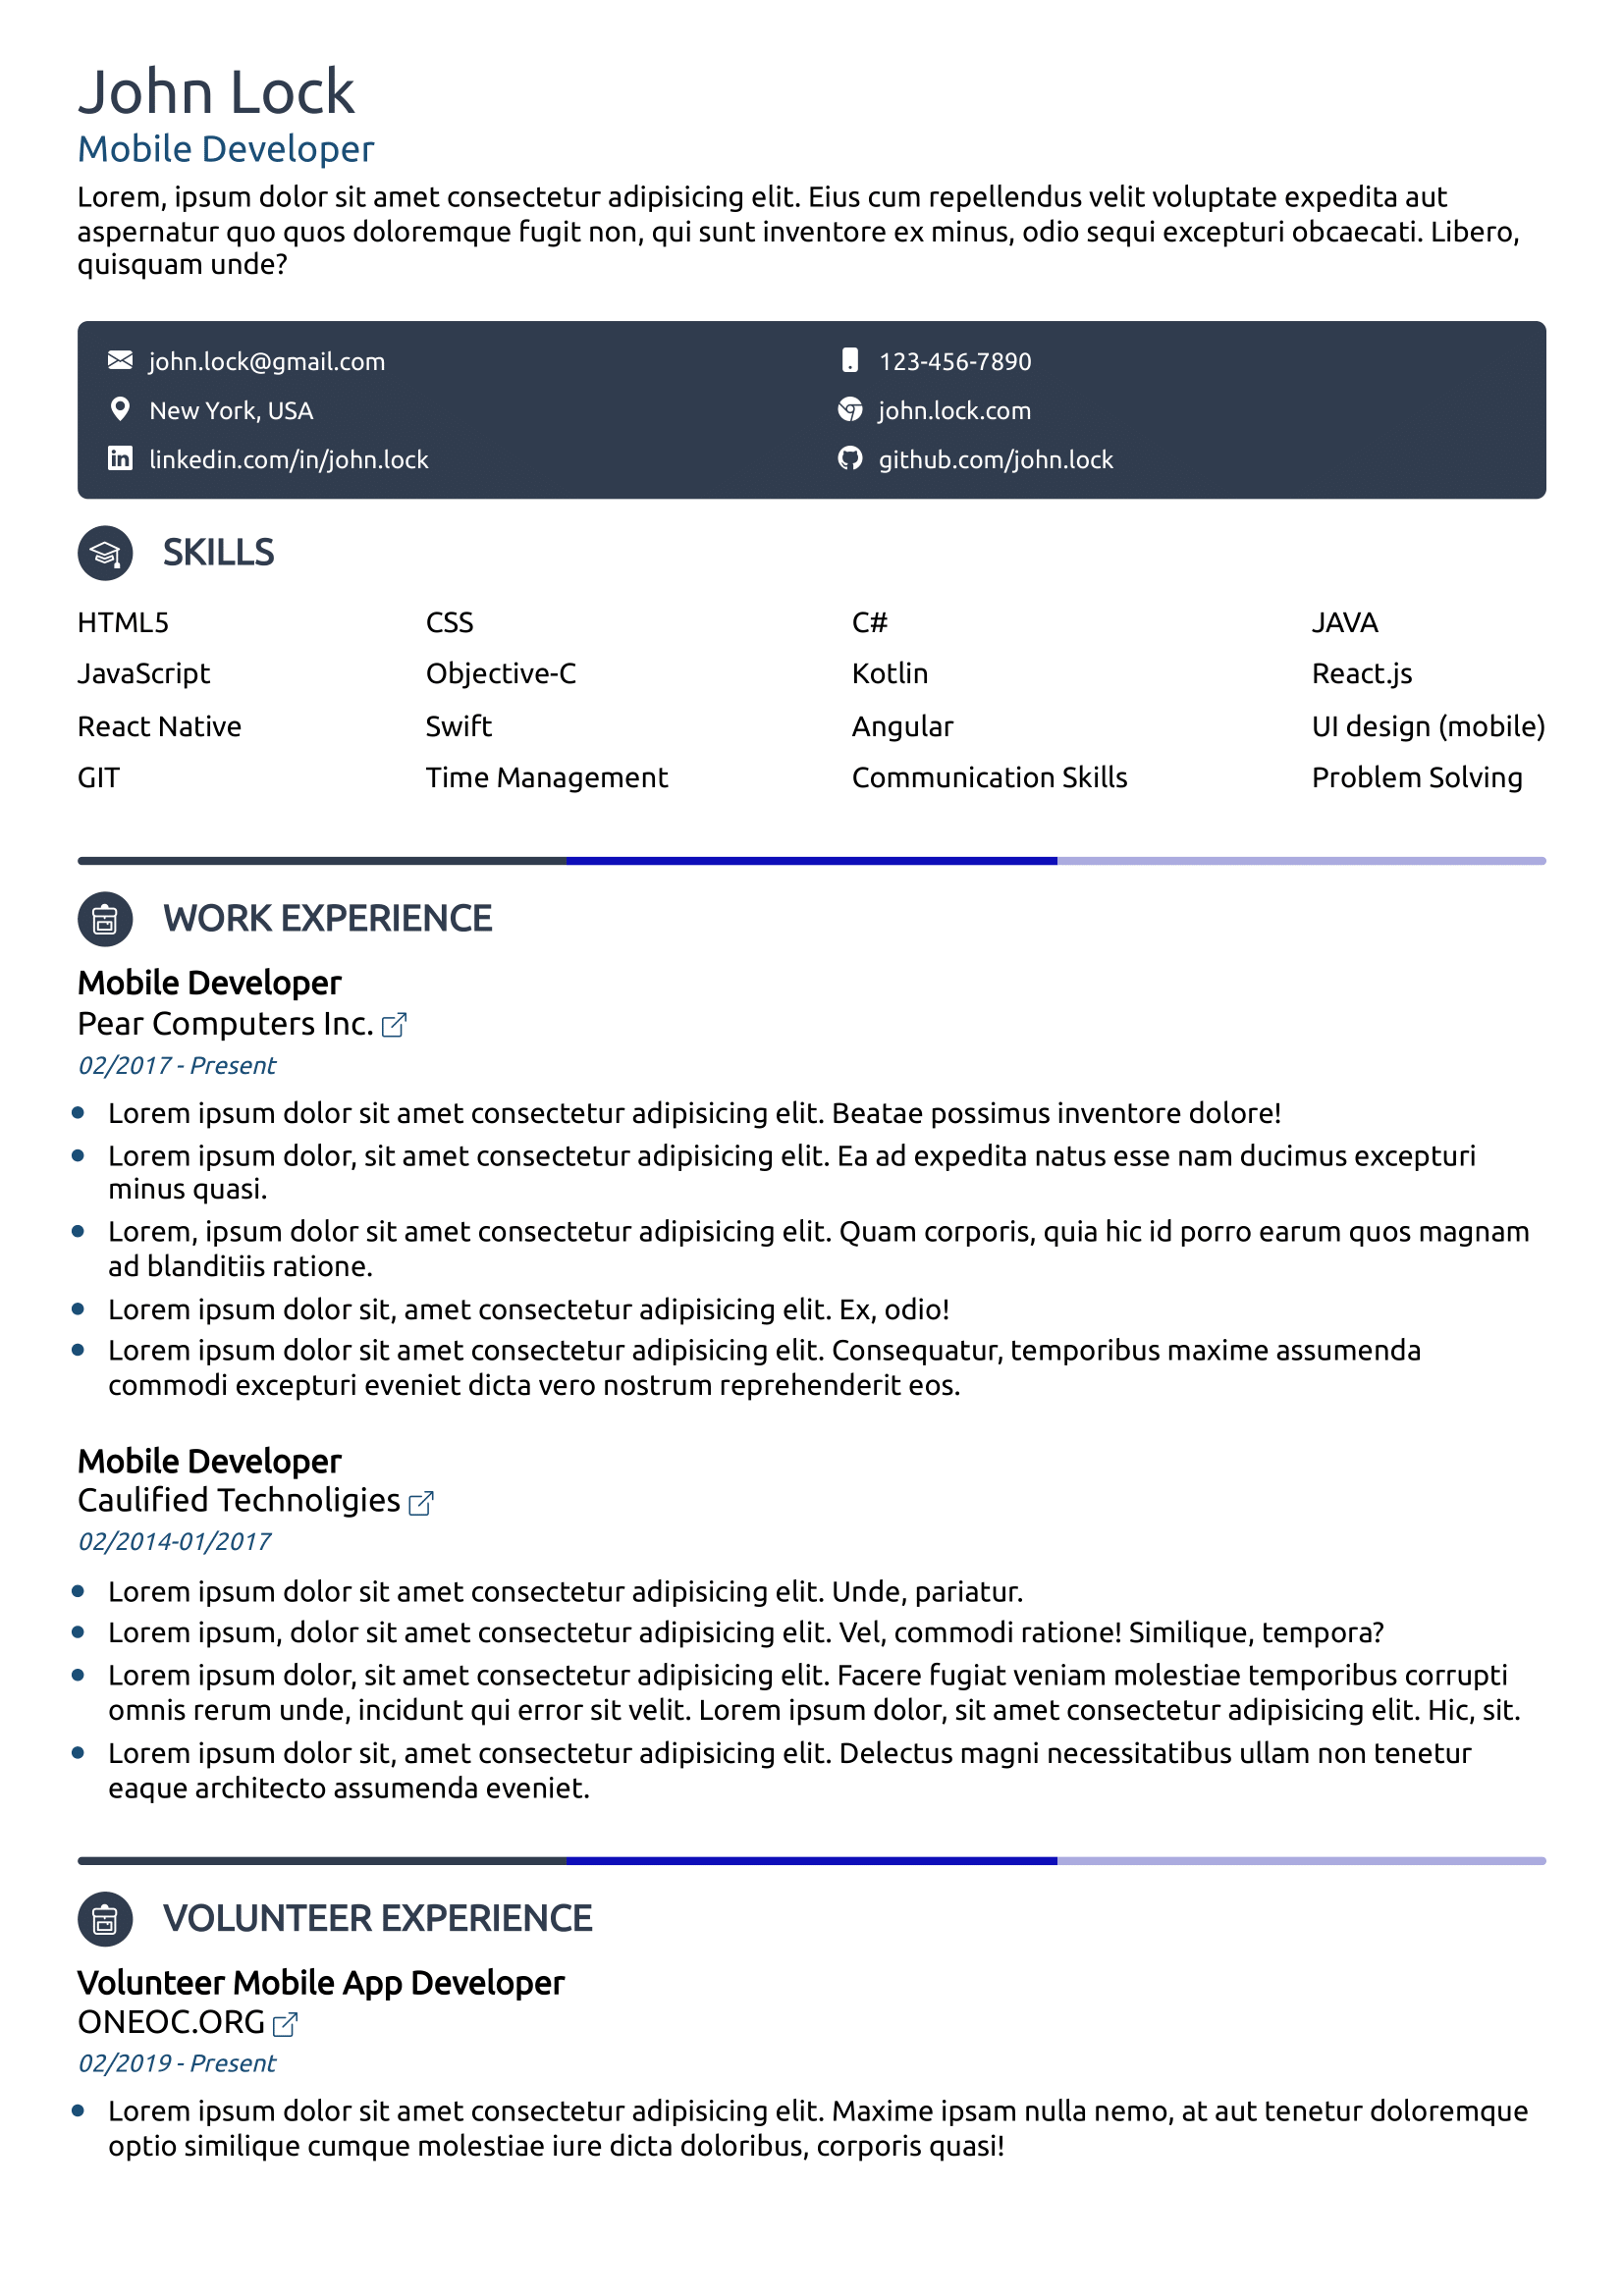 John Lock
Mobile Developer
Lorem, ipsum dolor sit amet consectetur adipisicing elit. Eius cum repellendus velit voluptate expedita aut
aspernatur quo quos doloremque fugit non, qui sunt inventore ex minus, odio sequi excepturi obcaecati. Libero,
quisquam unde?
john.lock@gmail.com 123-456-7890
New York, USA john.lock.com
linkedin.com/in/john.lock github.com/john.lock
SKILLS
HTML5 CSS C# JAVA
JavaScript Objective-C Kotlin React.js
React Native Swift Angular UI design (mobile)
GIT Time Management Communication Skills Problem Solving
WORK EXPERIENCE
Mobile Developer
Pear Computers Inc.
02/2017 - Present
Lorem ipsum dolor sit amet consectetur adipisicing elit. Beatae possimus inventore dolore!
Lorem ipsum dolor, sit amet consectetur adipisicing elit. Ea ad expedita natus esse nam ducimus excepturi
minus quasi.
Lorem, ipsum dolor sit amet consectetur adipisicing elit. Quam corporis, quia hic id porro earum quos magnam
ad blanditiis ratione.
Lorem ipsum dolor sit, amet consectetur adipisicing elit. Ex, odio!
Lorem ipsum dolor sit amet consectetur adipisicing elit. Consequatur, temporibus maxime assumenda
commodi excepturi eveniet dicta vero nostrum reprehenderit eos.
Mobile Developer
Caulified Technoligies
02/2014-01/2017
Lorem ipsum dolor sit amet consectetur adipisicing elit. Unde, pariatur.
Lorem ipsum, dolor sit amet consectetur adipisicing elit. Vel, commodi ratione! Similique, tempora?
Lorem ipsum dolor, sit amet consectetur adipisicing elit. Facere fugiat veniam molestiae temporibus corrupti
omnis rerum unde, incidunt qui error sit velit. Lorem ipsum dolor, sit amet consectetur adipisicing elit. Hic, sit.
Lorem ipsum dolor sit, amet consectetur adipisicing elit. Delectus magni necessitatibus ullam non tenetur
eaque architecto assumenda eveniet.
VOLUNTEER EXPERIENCE
Volunteer Mobile App Developer
ONEOC.ORG
02/2019 - Present
Lorem ipsum dolor sit amet consectetur adipisicing elit. Maxime ipsam nulla nemo, at aut tenetur doloremque
optio similique cumque molestiae iure dicta doloribus, corporis quasi!